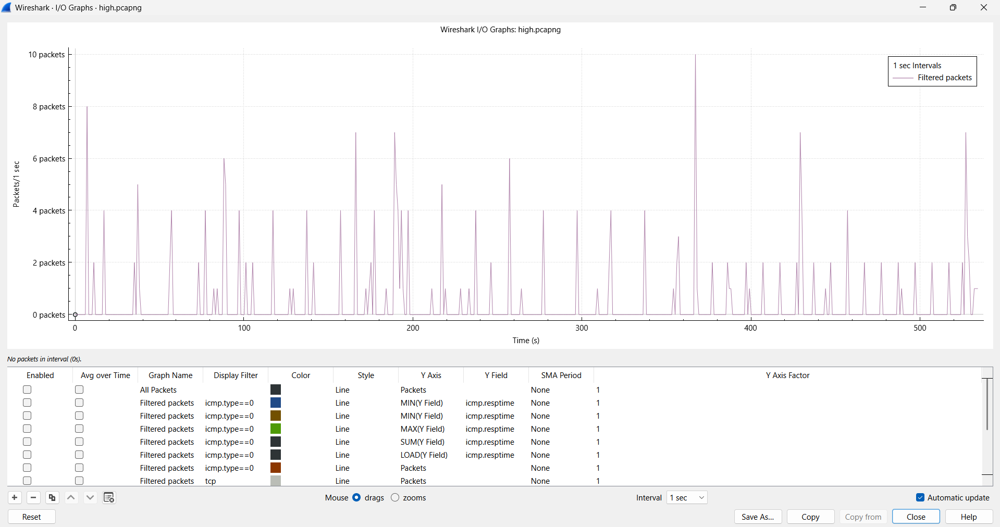 Wireshark · I/O Graphs · high.pcapng
Wireshark I/O Graphs: high.pcapng
10 packets
8 packets
6 packets
4 packets
2 packets
0 packets
Packets/1 sec
1 sec Intervals
Filtered packets
0 100 200 300 400 500
Time (s)
No packets in interval (0s).
Enabled Avg over Time Graph Name Display Filter Color Style Y Axis Y Field SMA Period Y Axis Factor
All Packets Line Packets None 1
Filtered packets icmp.type==0 Line MIN(Y Field) icmp.resptime None 1
Filtered packets icmp.type==0 Line MIN(Y Field) icmp.resptime None 1
Filtered packets icmp.type==0 Line MAX(Y Field) icmp.resptime None 1
Filtered packets icmp.type==0 Line SUM(Y Field) icmp.resptime None 1
Filtered packets icmp.type==0 Line LOAD(Y Field) icmp.resptime None 1
Filtered packets icmp.type==0 Line Packets None 1
Filtered packets tcp Line Packets None 1
Mouse drags zooms Interval 1 sec Automatic update
Reset Save As... Copy Copy from Close Help